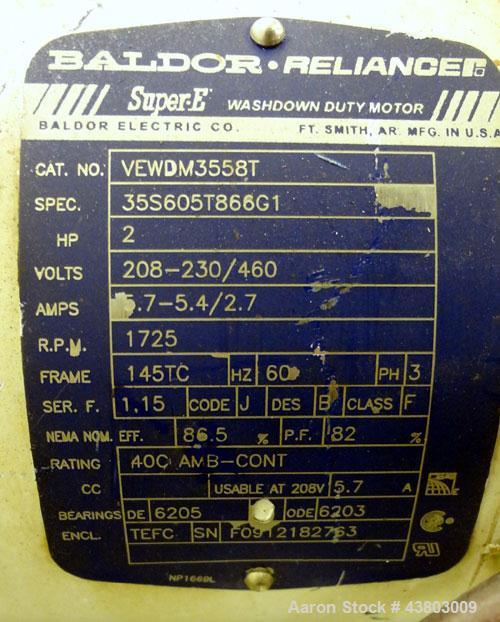 BALDOR • RELIANCE
Super-E WASHDOWN DUTY MOTOR
BALDOR ELECTRIC CO. FT. SMITH, AR. MFG. IN U.S.A
CAT. NO. VEWDM3558T
SPEC. 35S605T866G1
HP 2
VOLTS 208-230/460
AMPS 5.7-5.4/2.7
R.P.M. 1725
FRAME 145TC HZ 60 PH 3
SER. F. 1.15 CODE J DES B CLASS F
NEMA NOM. EFF. 86.5 % P.F. 82 %
RATING 40C AMB-CONT
CC USABLE AT 208V 5.7 A
BEARINGS DE 6205 ODE 6203
ENCL. TEFC SN F0912182763
NP1669L
Aaron Stock # 43803009